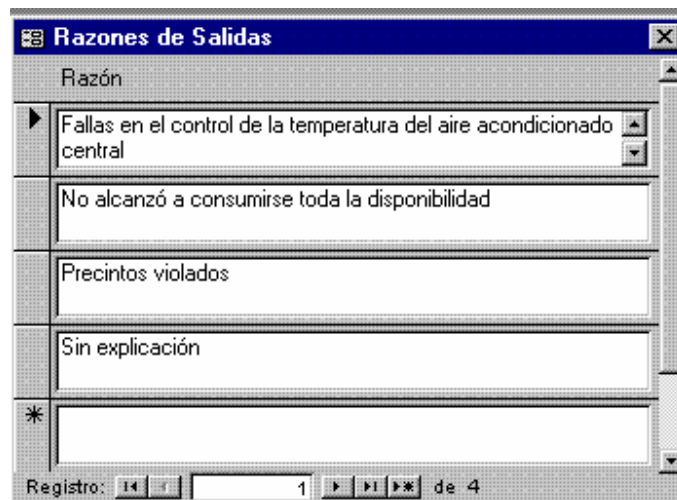 Razones de Salidas
Razón
Fallas en el control de la temperatura del aire acondicionado
central
No alcanzó a consumirse toda la disponibilidad
Precintos violados
Sin explicación
Registro: 1 de 4